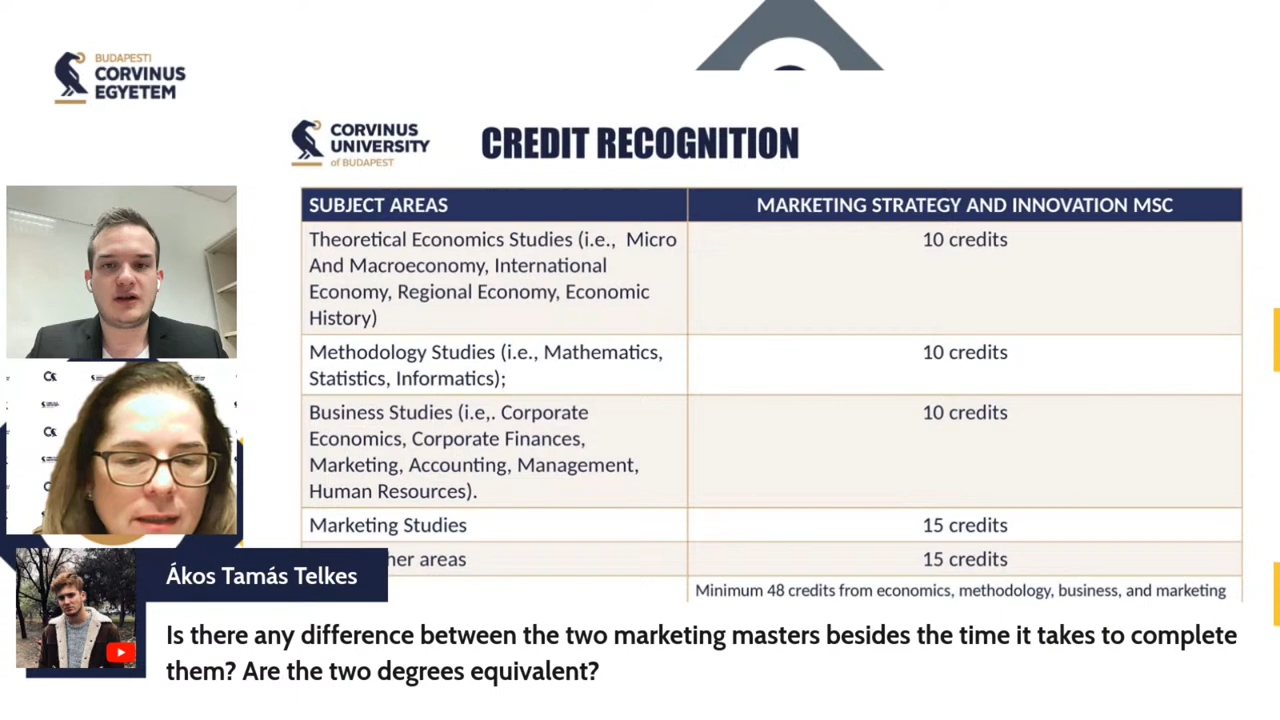 BUDAPESTI
CORVINUS
EGYETEM
CORVINUS
UNIVERSITY
of BUDAPEST
CREDIT RECOGNITION
SUBJECT AREAS
MARKETING STRATEGY AND INNOVATION MSC
Theoretical Economics Studies (i.e., Micro
And Macroeconomy, International
Economy, Regional Economy, Economic
History)
10 credits
Methodology Studies (i.e., Mathematics,
Statistics, Informatics);
10 credits
Business Studies (i.e,. Corporate
Economics, Corporate Finances,
Marketing, Accounting, Management,
Human Resources).
10 credits
Marketing Studies
15 credits
areas
15 credits
Minimum 48 credits from economics, methodology, business, and marketing
Ákos Tamás Telkes
Is there any difference between the two marketing masters besides the time it takes to complete
them? Are the two degrees equivalent?